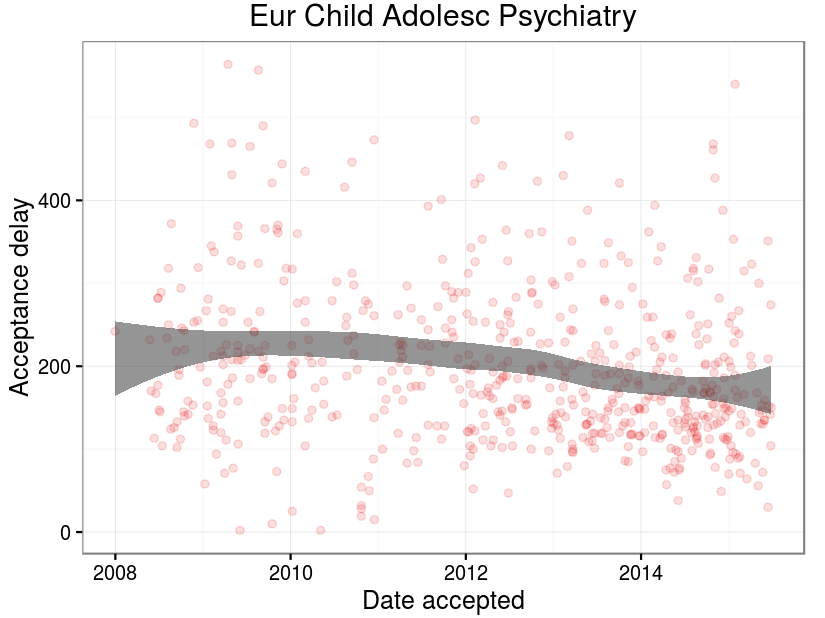 Eur Child Adolesc Psychiatry
Acceptance delay
400
200
0
2008 2010 2012 2014
Date accepted